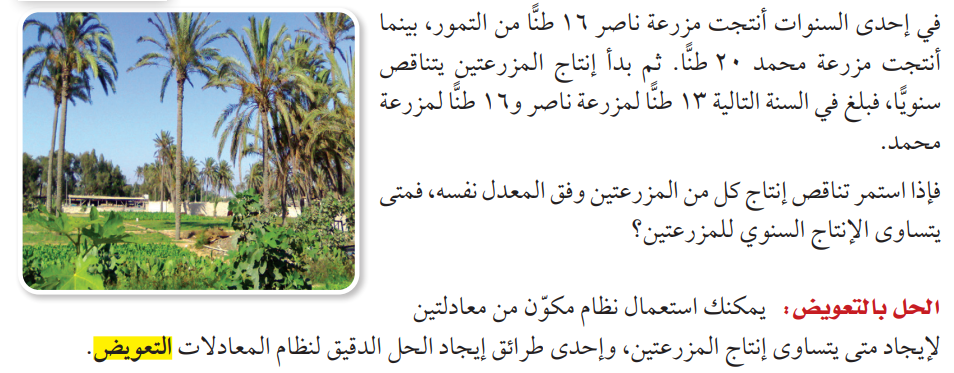 في إحدى السنوات أنتجت مزرعة ناصر ١٦ طنًّا من التمور، بينما
أنتجت مزرعة محمد ٢٠ طنًّا. ثم بدأ إنتاج المزرعتين يتناقص
سنويًّا، فبلغ في السنة التالية ١٣ طنًّا لمزرعة ناصر و١٦ طنًّا لمزرعة
محمد.
فإذا استمر تناقص إنتاج كل من المزرعتين وفق المعدل نفسه، فمتى
يتساوى الإنتاج السنوي للمزرعتين؟
الحل بالتعويض: يمكنك استعمال نظام مكوّن من معادلتين
لإيجاد متى يتساوى إنتاج المزرعتين، وإحدى طرائق إيجاد الحل الدقيق لنظام المعادلات التعويض.